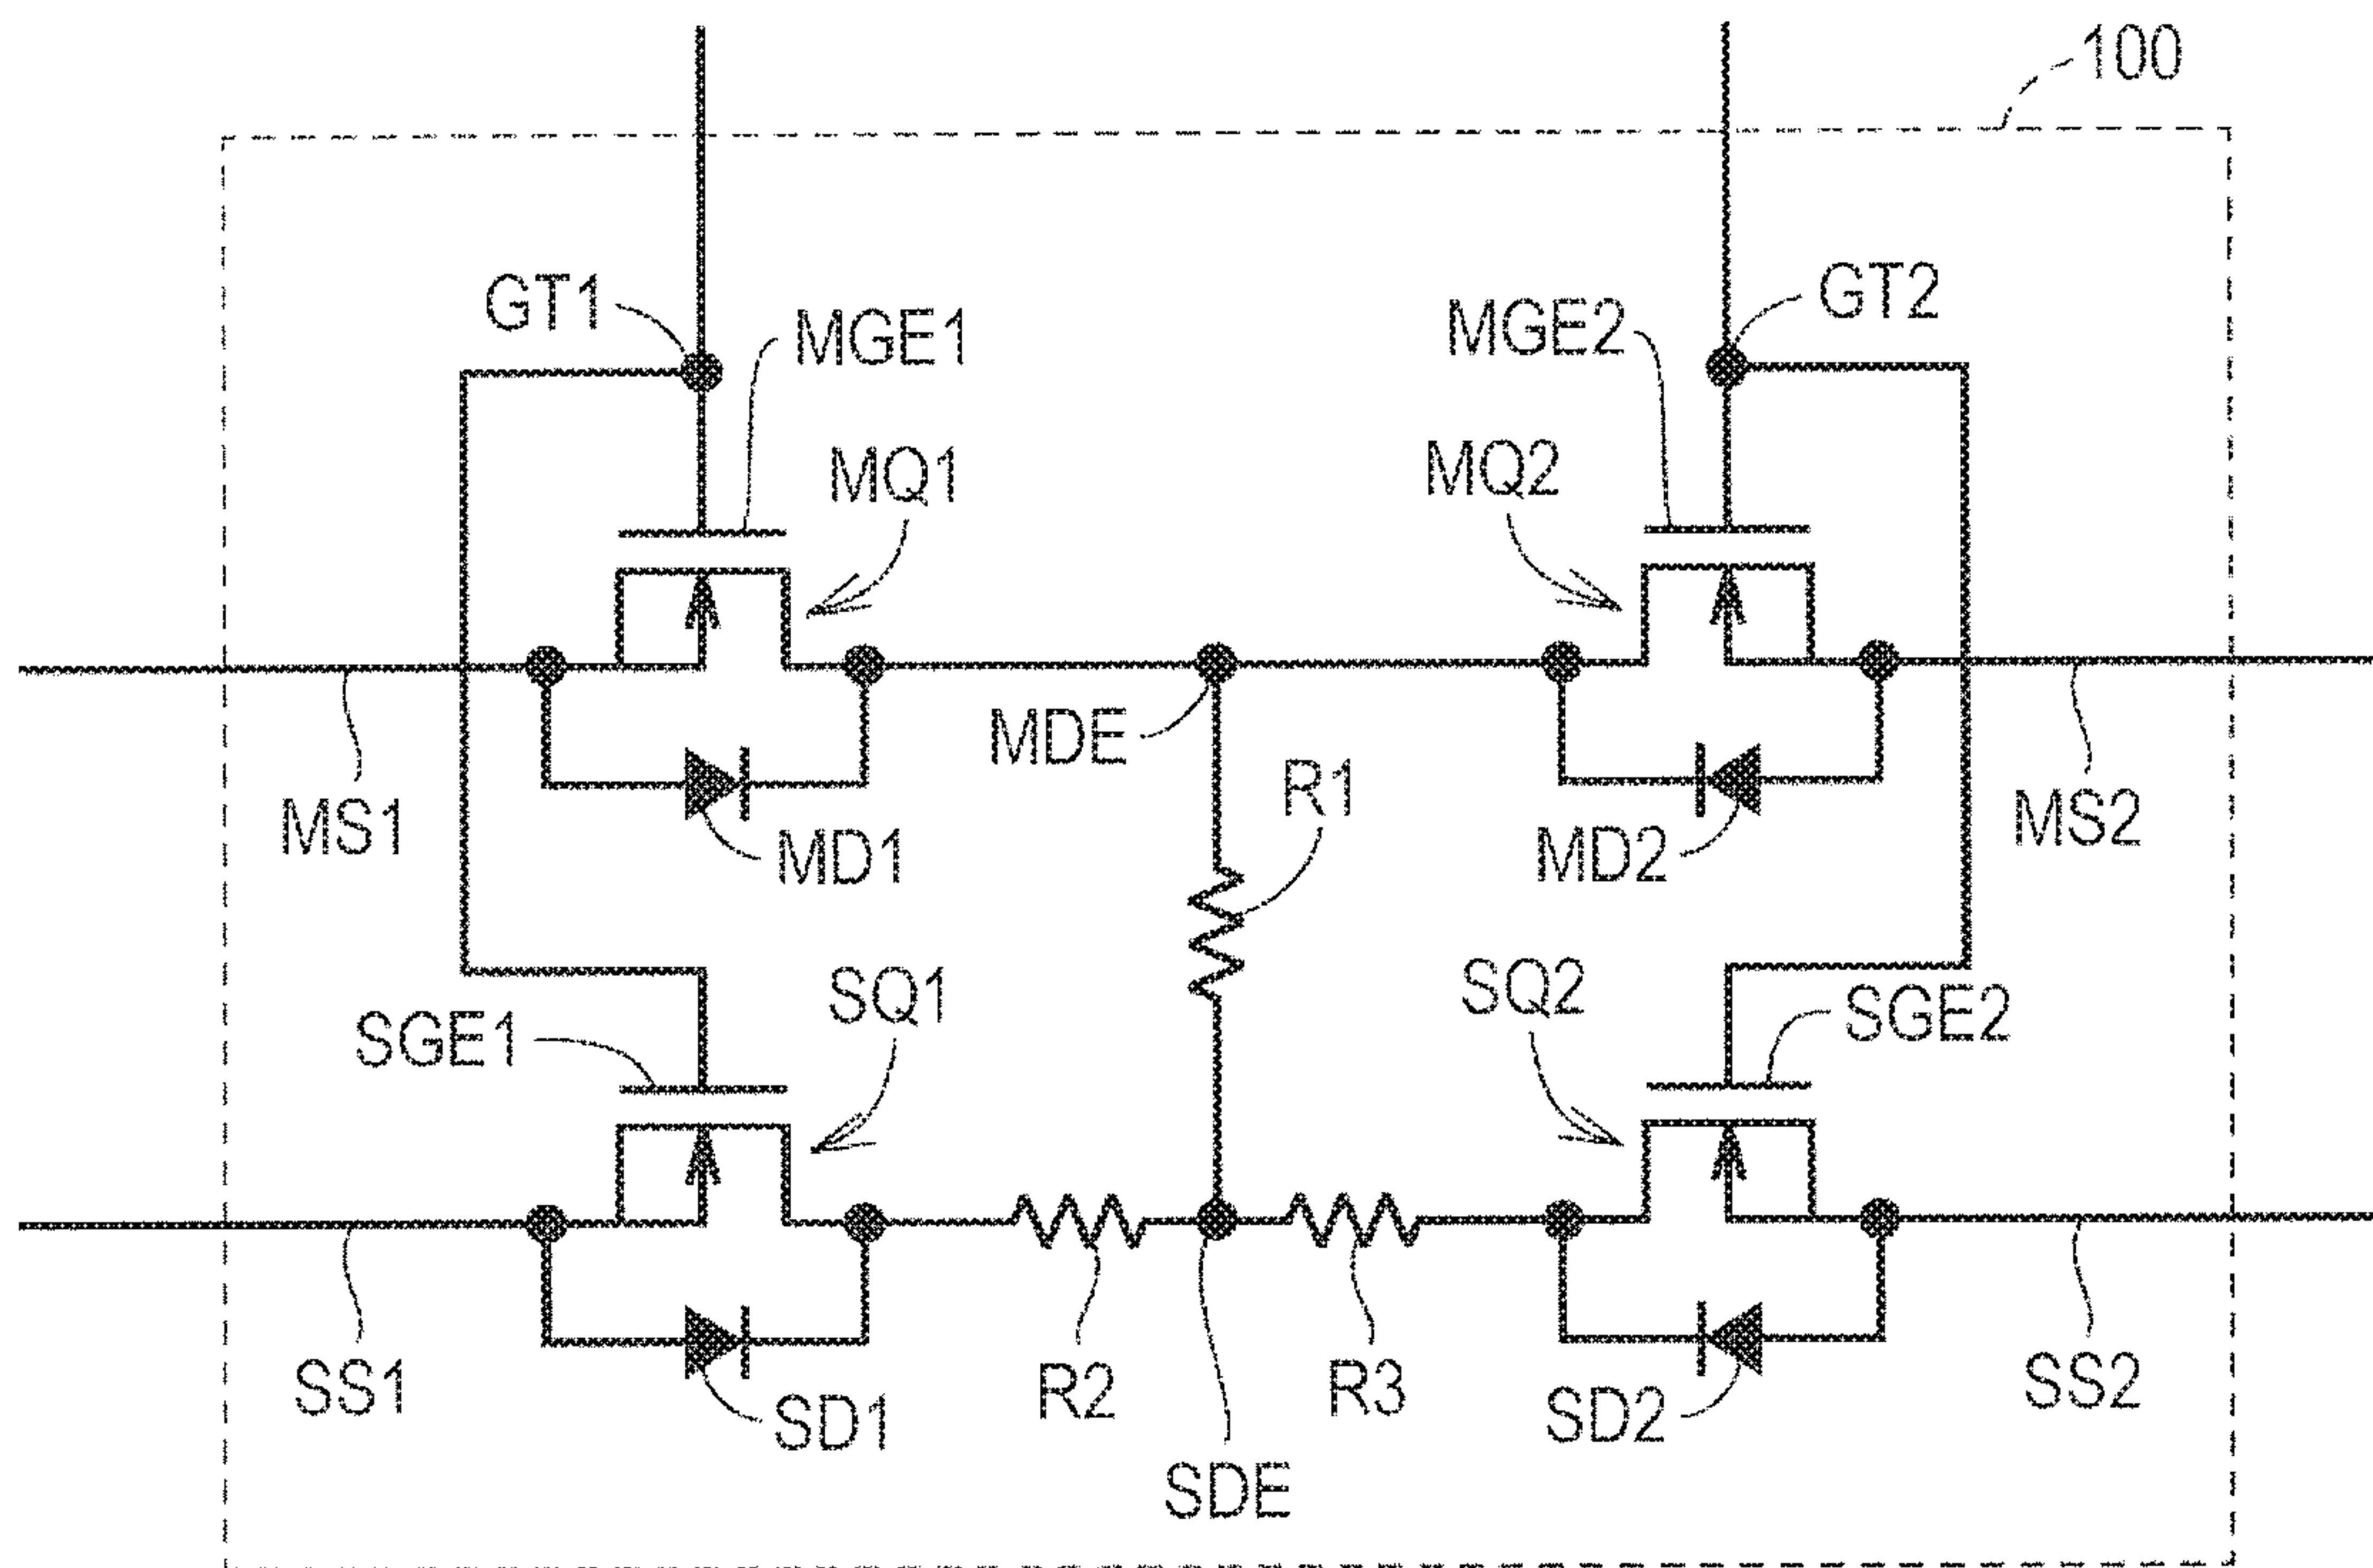 100
GT1
MGE1
MGE2
GT2
MQ1
MQ2
MDE
R1
MS1
MD1
MD2
MS2
SGE1
SQ1
SQ2
SGE2
SS1
SD1
R2
R3
SD2
SS2
SDE